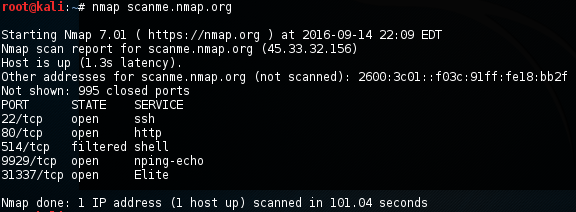 root@kali:~# nmap scanme.nmap.org
Starting Nmap 7.01 ( https://nmap.org ) at 2016-09-14 22:09 EDT
Nmap scan report for scanme.nmap.org (45.33.32.156)
Host is up (1.3s latency).
Other addresses for scanme.nmap.org (not scanned): 2600:3c01::f03c:91ff:fe18:bb2f
Not shown: 995 closed ports
PORT STATE SERVICE
22/tcp open ssh
80/tcp open http
514/tcp filtered shell
9929/tcp open nping-echo
31337/tcp open Elite
Nmap done: 1 IP address (1 host up) scanned in 101.04 seconds